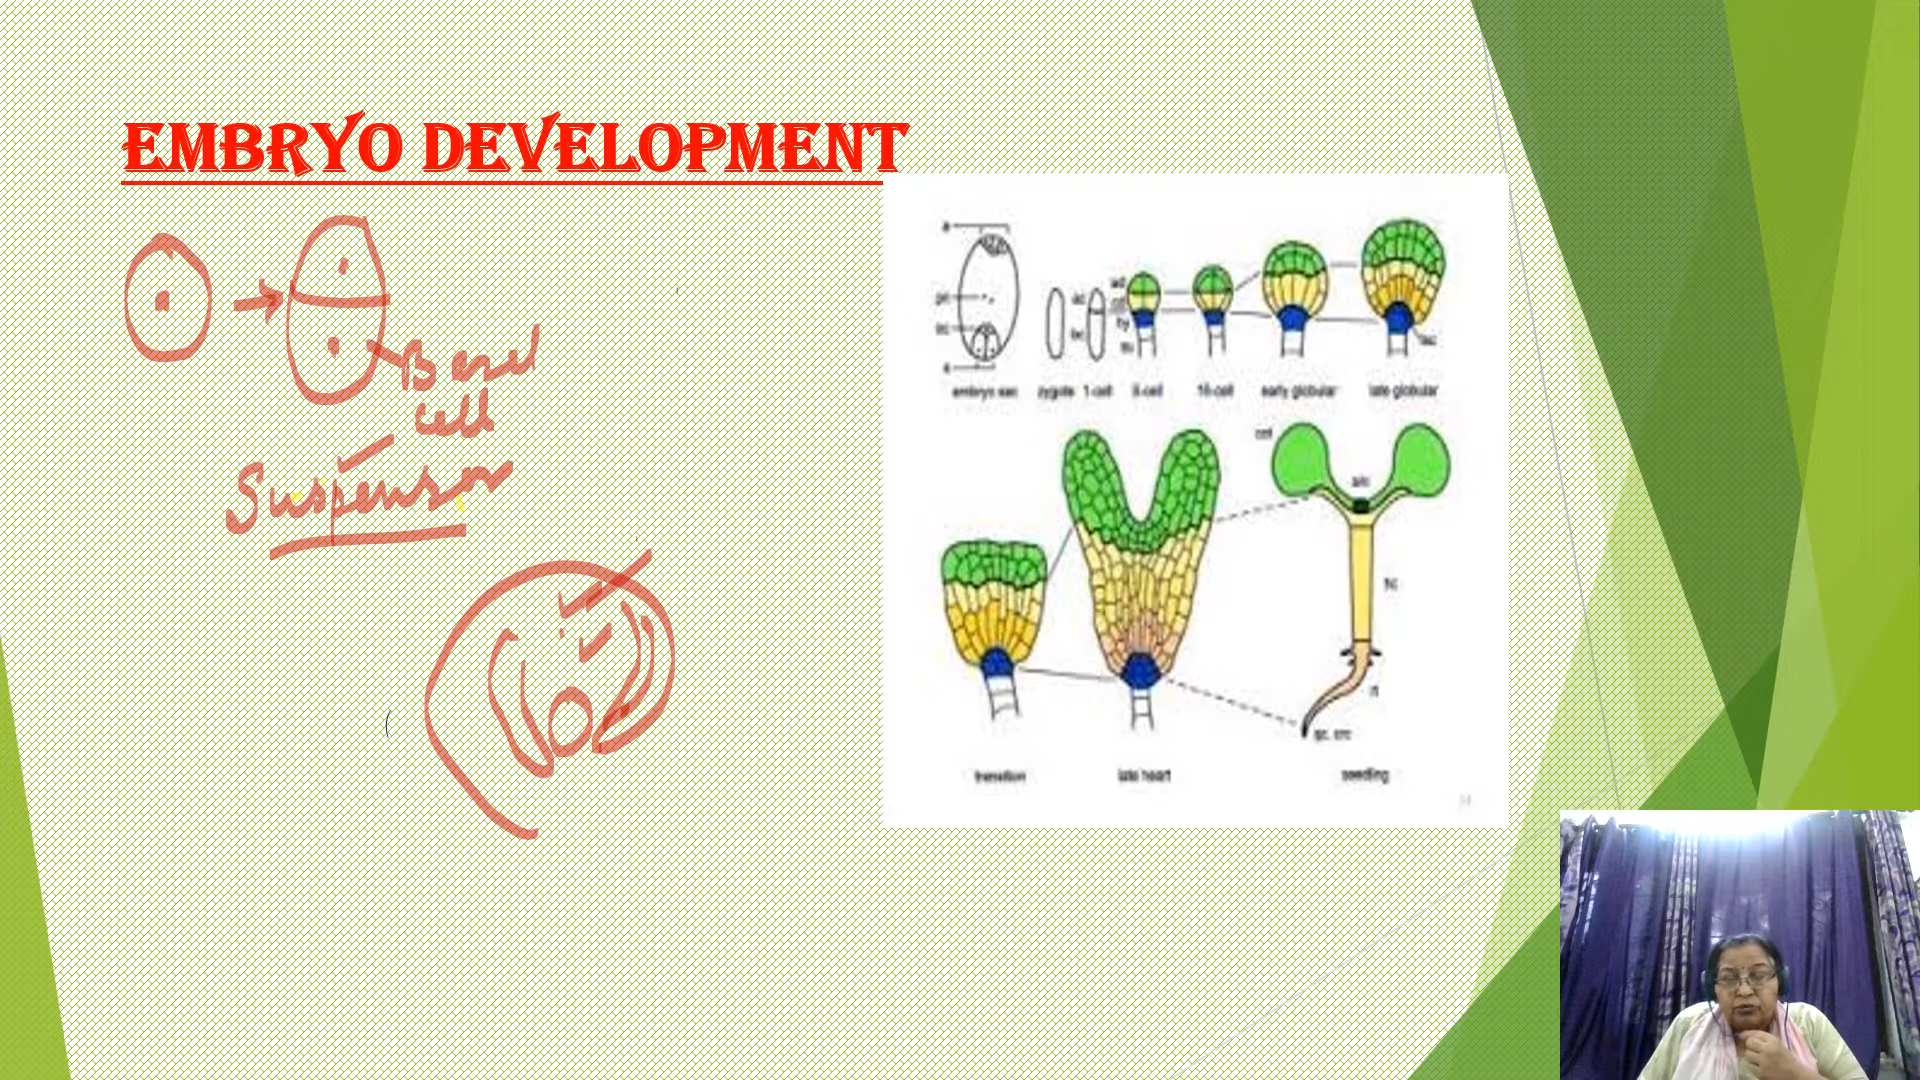 EMBRYO DEVELOPMENT
Basal
cell
Suspensor
embryo sac zygote 1-cell 8-cell 16-cell early globular late globular
cot
transition late heart seedling